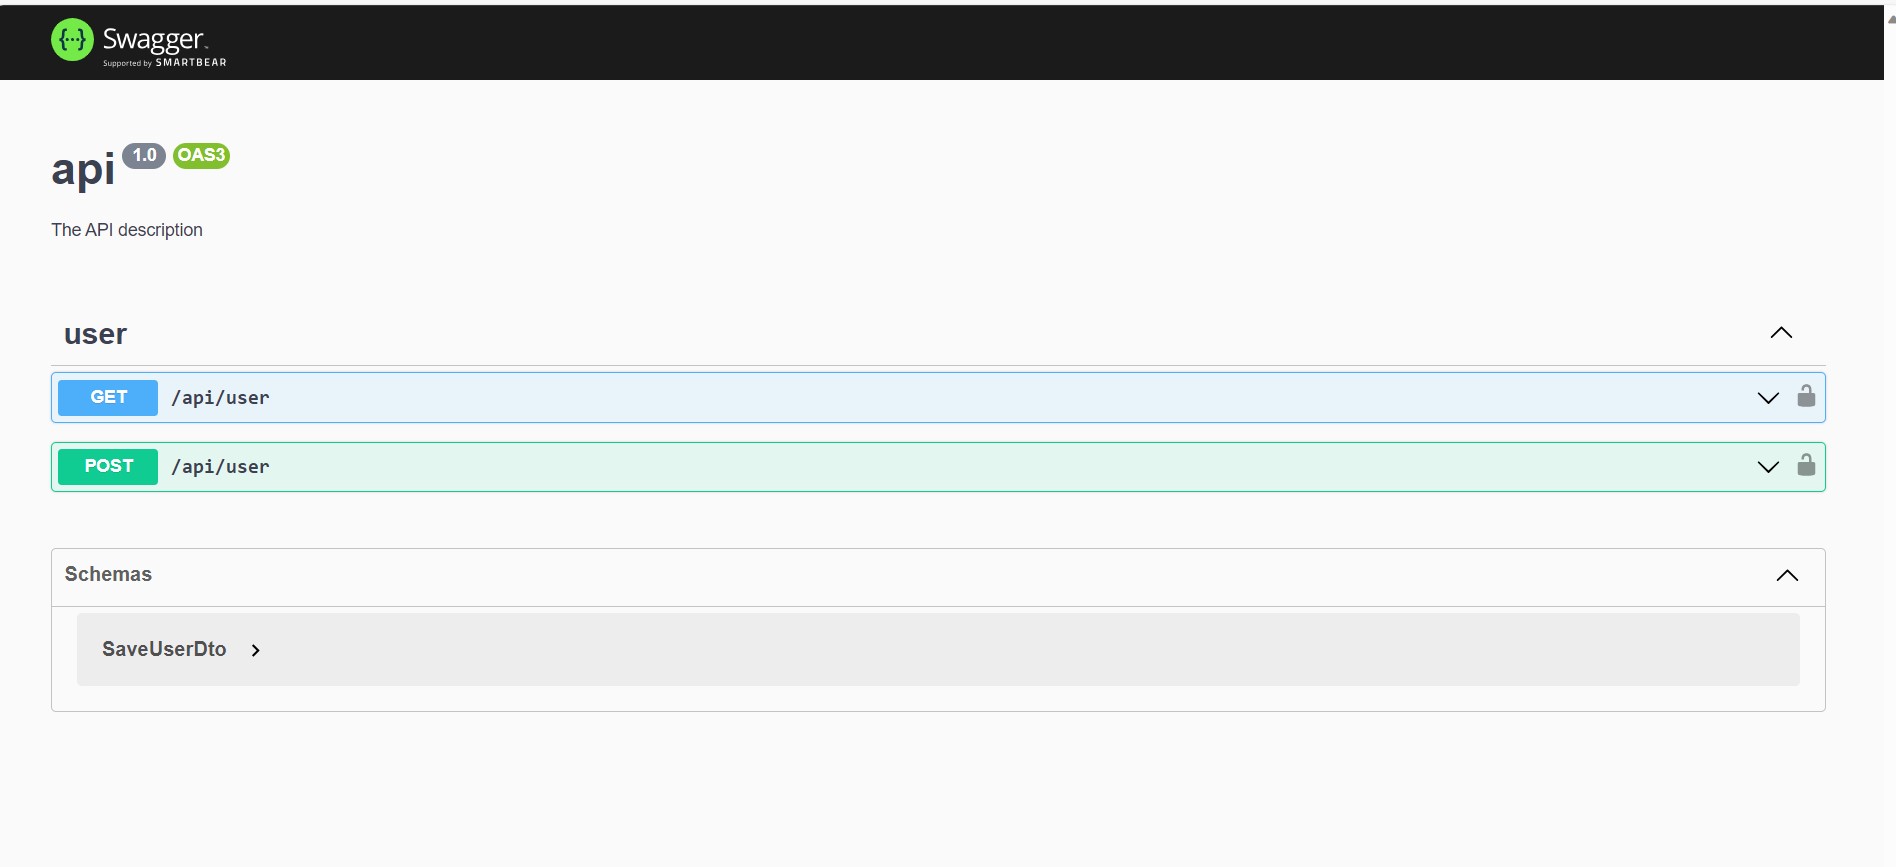 {···} Swagger.
Supported by SMARTBEAR
api 1.0 OAS3
The API description
user
GET /api/user
POST /api/user
Schemas
SaveUserDto